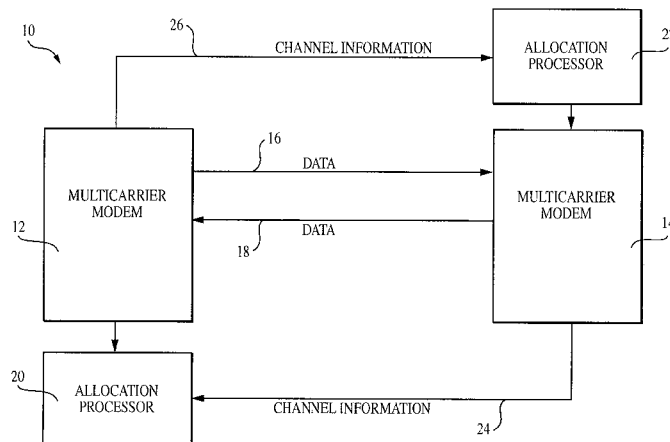 26
10
CHANNEL INFORMATION
ALLOCATION
PROCESSOR
16
DATA
MULTICARRIER
MODEM
MULTICARRIER
MODEM
12
18
DATA
20
ALLOCATION
PROCESSOR
CHANNEL INFORMATION
24